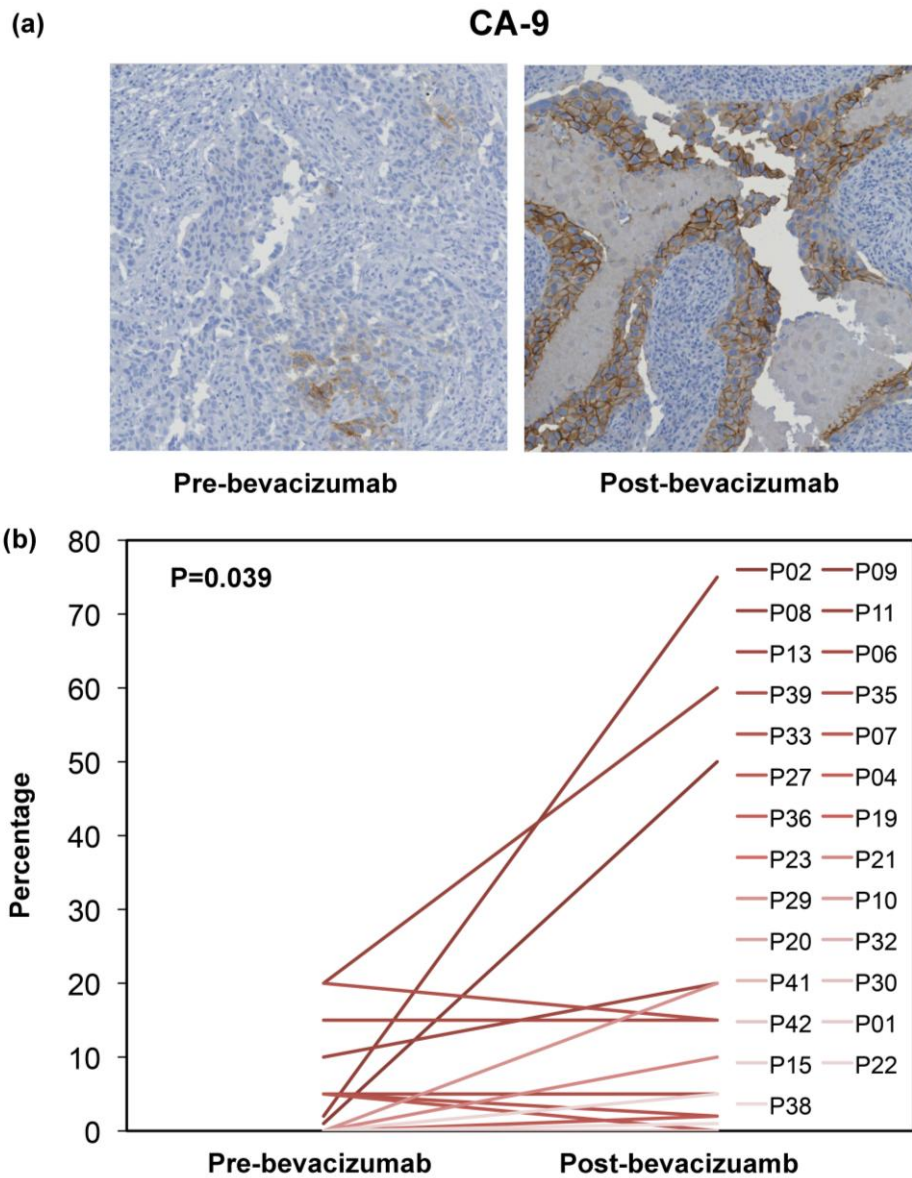 (a)
CA-9
Pre-bevacizumab
Post-bevacizumab
(b)
P=0.039
Percentage
80
70
60
50
40
30
20
10
0
P02 P09
P08 P11
P13 P06
P39 P35
P33 P07
P27 P04
P36 P19
P23 P21
P29 P10
P20 P32
P41 P30
P42 P01
P15 P22
P38
Pre-bevacizumab
Post-bevacizuamb